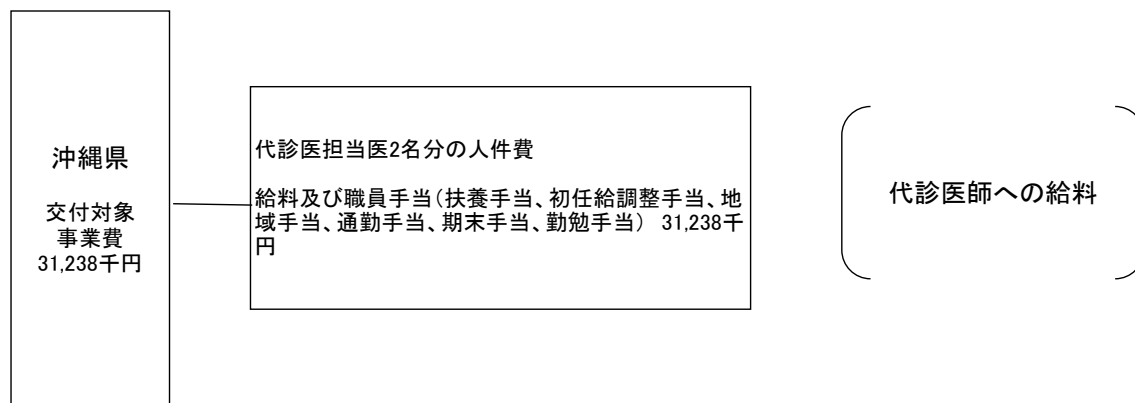 沖縄県
交付対象
事業費
31,238千円
代診医担当医2名分の人件費
給料及び職員手当(扶養手当、初任給調整手当、地
域手当、通勤手当、期末手当、勤勉手当) 31,238千
円
代診医師への給料